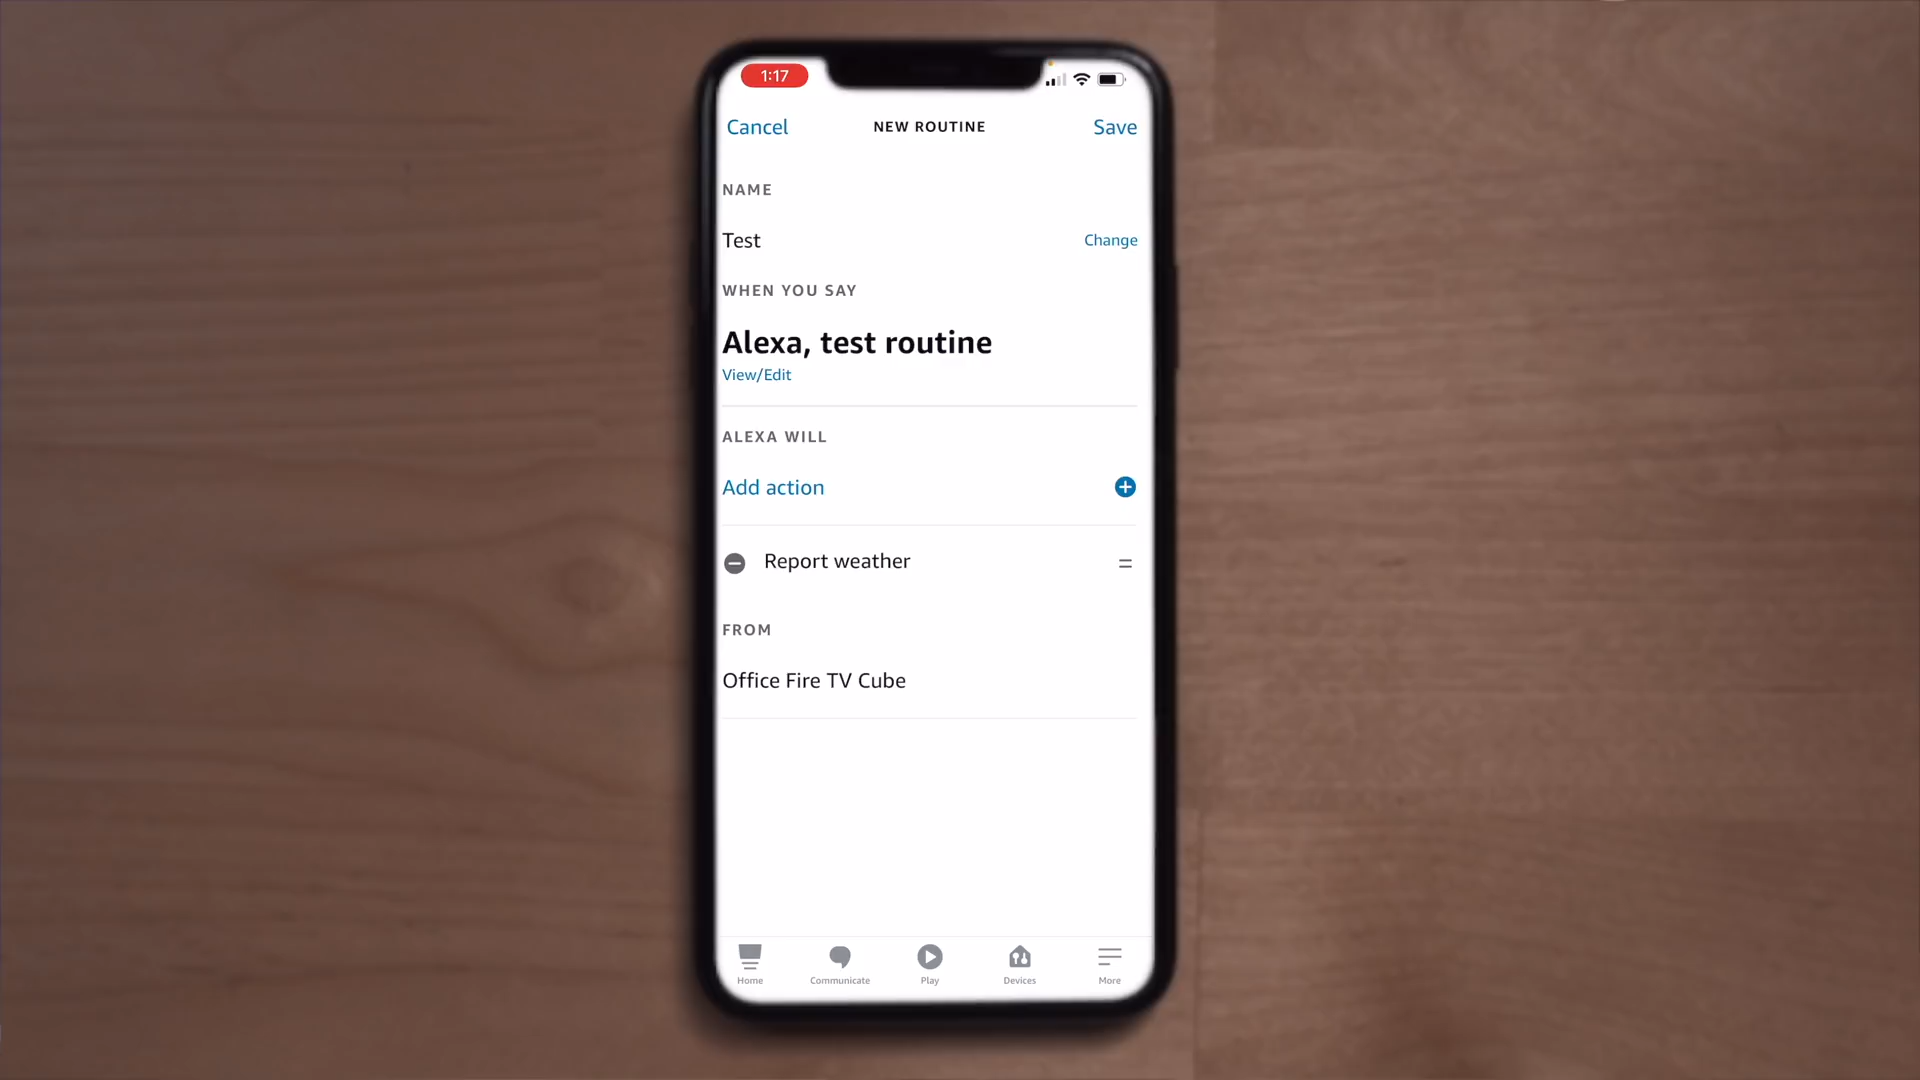 1:17
Cancel
NEW ROUTINE
Save
NAME
Test
Change
WHEN YOU SAY
Alexa, test routine
View/Edit
ALEXA WILL
Add action
Report weather
FROM
Office Fire TV Cube
Home
Communicate
Play
Devices
More